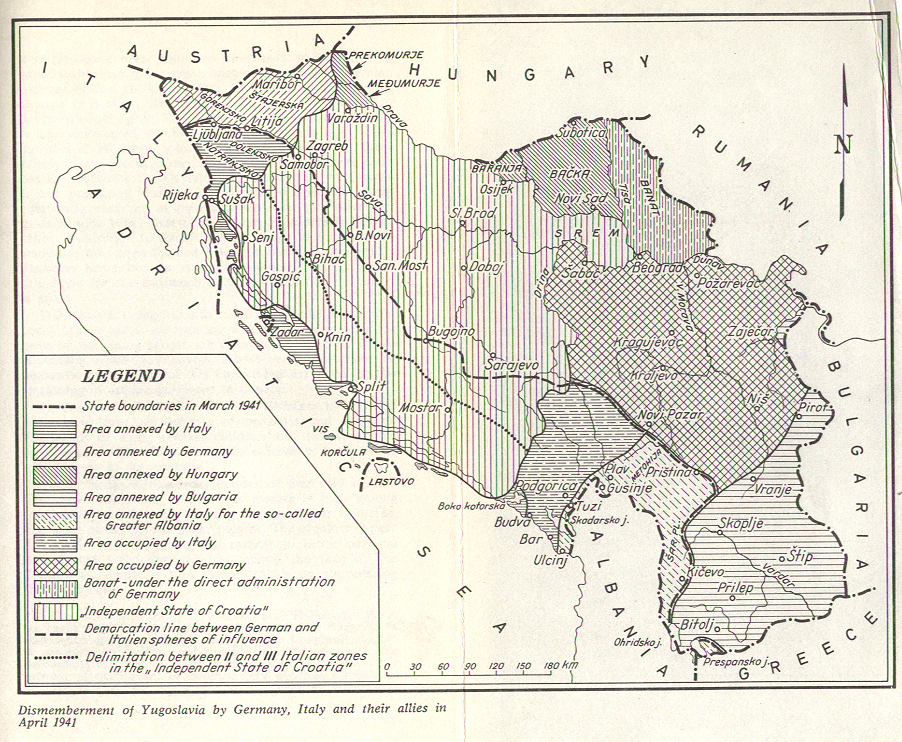 AUSTRIA
ITALY
HUNGARY
RUMANIA
BULGARIA
GREECE
ALBANIA
ADRIATIC SEA
N
PREKOMURJE
MEĐUMURJE
Maribor
ŠTAJERSKA
GORENJSKO
Ljubljana
Litija
DOLENJSKO
NOTRANJSKO
Varaždin
Drava
Zagreb
Samobor
Rijeka
Sušak
Senj
Gospić
Bihać
B.Novi
San.Most
Sava
Sl.Brod
Doboj
BARANJA
Osijek
Subotica
BAČKA
Novi Sad
Tisa
BANAT
SREM
Šabac
Beograd
Dunav
Požarevac
V.Morava
Drina
Kragujevac
Zaječar
Kraljevo
Niš
Pirot
Novi Pazar
Zadar
Knin
Bugojno
Sarajevo
Split
Mostar
VIS
KORČULA
LASTOVO
Boko kotorska
Podgorica
Budva
Bar
Ulcinj
Tuzi
Skadarsko j.
Plav
Gusinje
METOHIJA
Priština
Vranje
Skoplje
ŠAR PL.
Štip
Kičevo
Prilep
Vardar
Bitolj
Ohridsko j.
Prespansko j.
LEGEND
State boundaries in March 1941
Area annexed by Italy
Area annexed by Germany
Area annexed by Hungary
Area annexed by Bulgaria
Area annexed by Italy for the so-called
Greater Albania
Area occupied by Italy
Area occupied by Germany
Banat-under the direct administration
of Germany
„Independent State of Croatia"
Demarcation line between German and
Italien spheres of influence
Delimitation between II and III Italian zones
in the „Independent State of Croatia"
0 30 60 90 120 150 180 km
Dismemberment of Yugoslavia by Germany, Italy and their allies in
April 1941